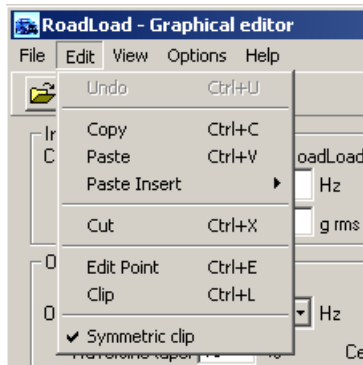 RoadLoad - Graphical editor
File Edit View Options Help
Undo Ctrl+U
Copy Ctrl+C
Paste Ctrl+V
oadLoad
Paste Insert
Hz
Cut Ctrl+X
g rms
Edit Point Ctrl+E
Clip Ctrl+L
Hz
Symmetric clip